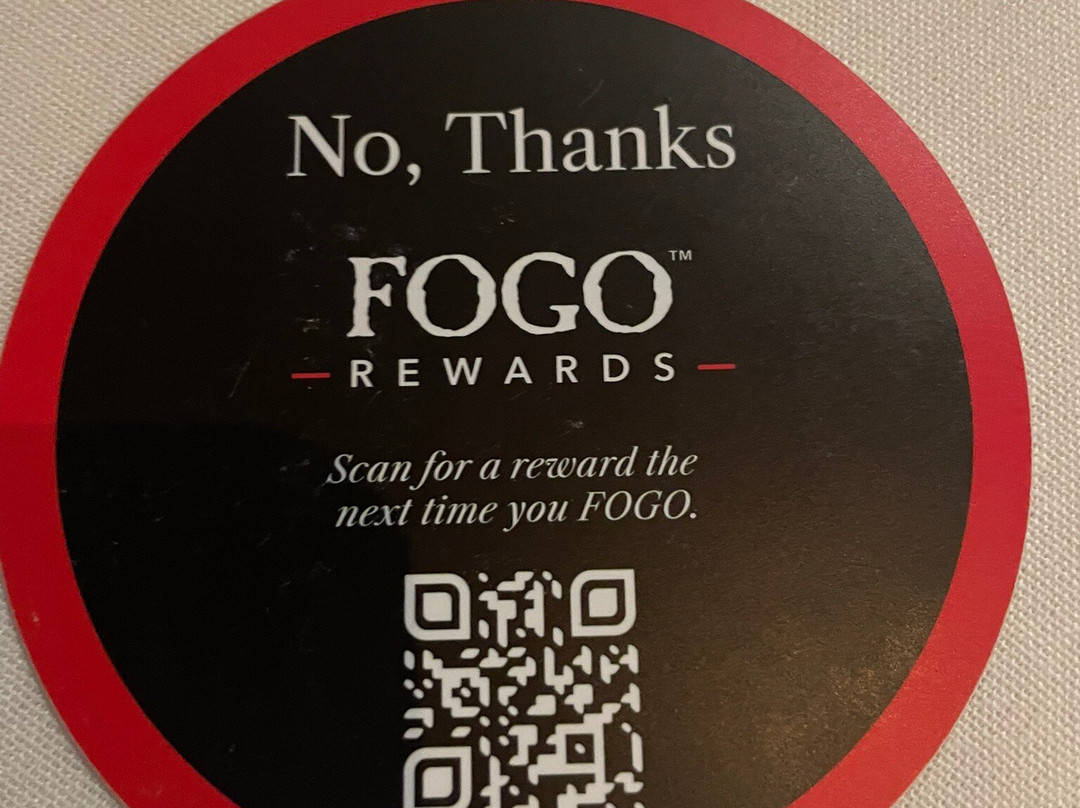 No, Thanks
FOGO™
REWARDS
Scan for a reward the
next time you FOGO.